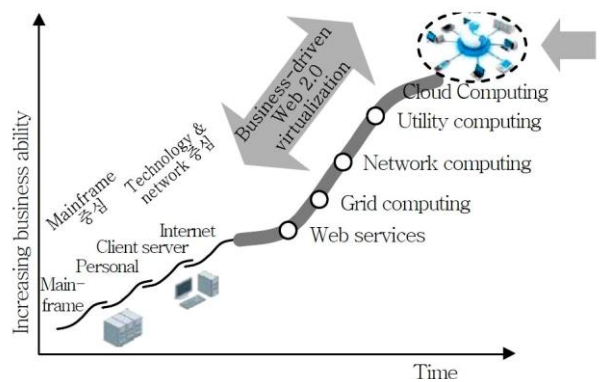 Increasing business ability
Mainframe
중심
Technology &
network 중심
Business-driven
Web 2.0
virtualization
Cloud Computing
Utility computing
Network computing
Grid computing
Web services
Internet
Client server
Personal
Main-
frame
Time